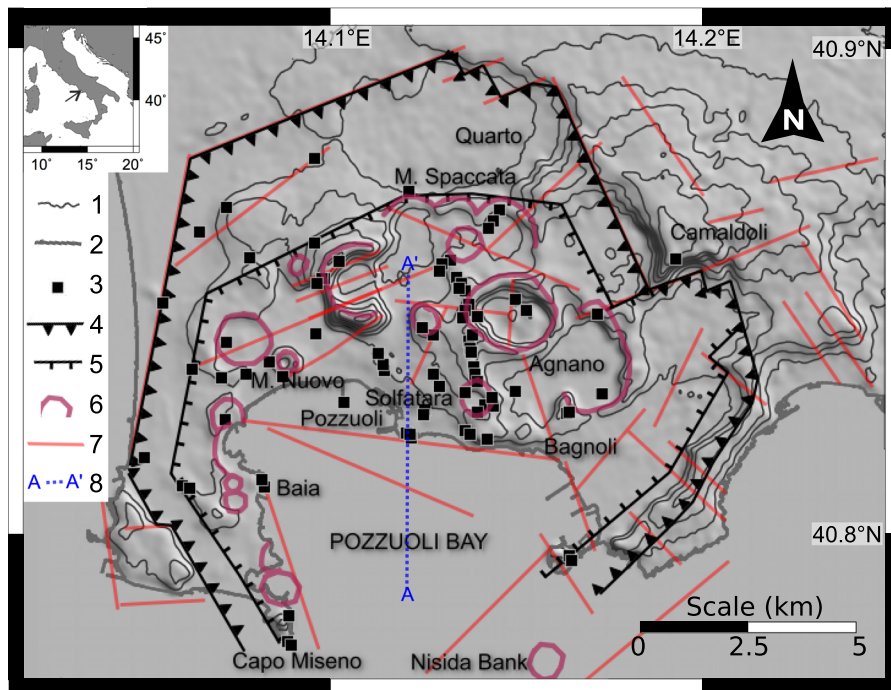 14.1°E
14.2°E
45°
40.9°N
40°
10°
15°
20°
N
Quarto
M. Spaccata
1
Camaldoli
2
A'
3
4
5
Agnano
6
M. Nuovo
Solfatara
Pozzuoli
7
Bagnoli
A
A'
8
Baia
40.8°N
POZZUOLI BAY
A
Scale (km)
0
2.5
5
Capo Miseno
Nisida Bank